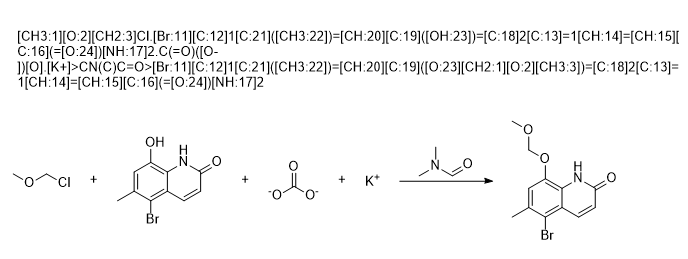 [CH3:1][O:2][CH2:3]Cl.[Br:11][C:12]1[C:21]([CH3:22])=[CH:20][C:19]([OH:23])=[C:18]2[C:13]=1[CH:14]=[CH:15][
C:16](=[O:24])[NH:17]2.C(=O)([O-
])[O].[K+]>CN(C)C=O>[Br:11][C:12]1[C:21]([CH3:22])=[CH:20][C:19]([O:23][CH2:1][O:2][CH3:3])=[C:18]2[C:13]=
1[CH:14]=[CH:15][C:16](=[O:24])[NH:17]2
O Cl + OH H N O Br + O -O O- + K+ N O O O H N O Br